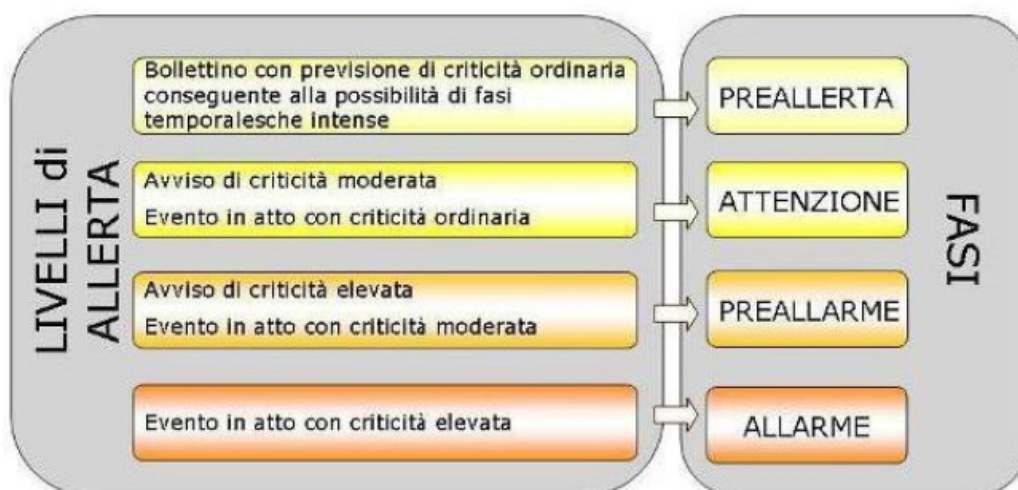 LIVELLI di
ALLERTA
Bollettino con previsione di criticità ordinaria
conseguente alla possibilità di fasi
temporalesche intense
PREALLERTA
Avviso di criticità moderata
Evento in atto con criticità ordinaria
ATTENZIONE
Avviso di criticità elevata
Evento in atto con criticità moderata
PREALLARME
Evento in atto con criticità elevata
ALLARME
FASI